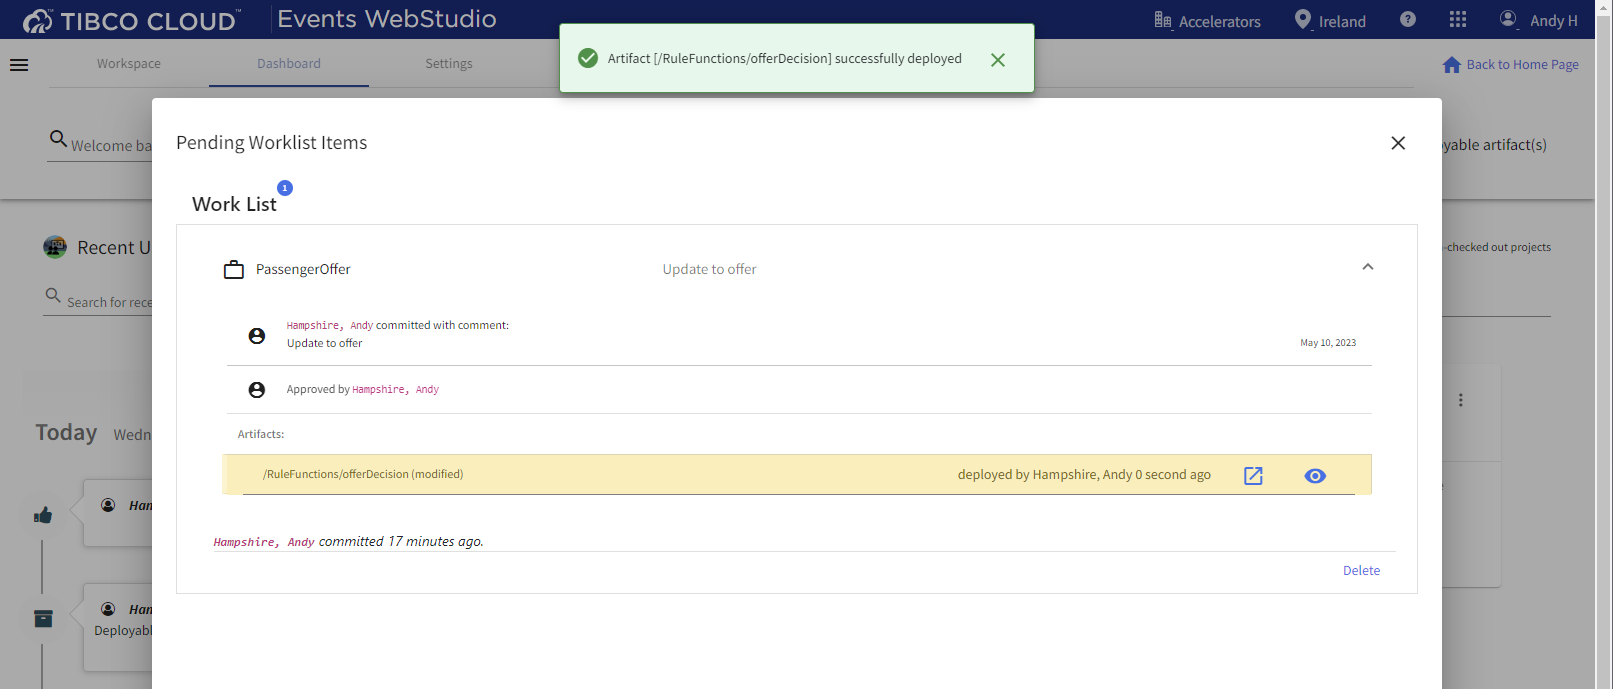 TIBCO CLOUD™ Events WebStudio
Accelerators Ireland ? Andy H
Artifact [/RuleFunctions/offerDecision] successfully deployed
Workspace Dashboard Settings
Back to Home Page
Pending Worklist Items
Welcome ba
yable artifact(s)
Work List 1
Recent U
-checked out projects
PassengerOffer Update to offer
Search for rece
Hampshire, Andy committed with comment:
Update to offer
May 10, 2023
Approved by Hampshire, Andy
Today Wedn
Artifacts:
/RuleFunctions/offerDecision (modified) deployed by Hampshire, Andy 0 second ago
Han
Hampshire, Andy committed 17 minutes ago.
Delete
Han
Deployabl